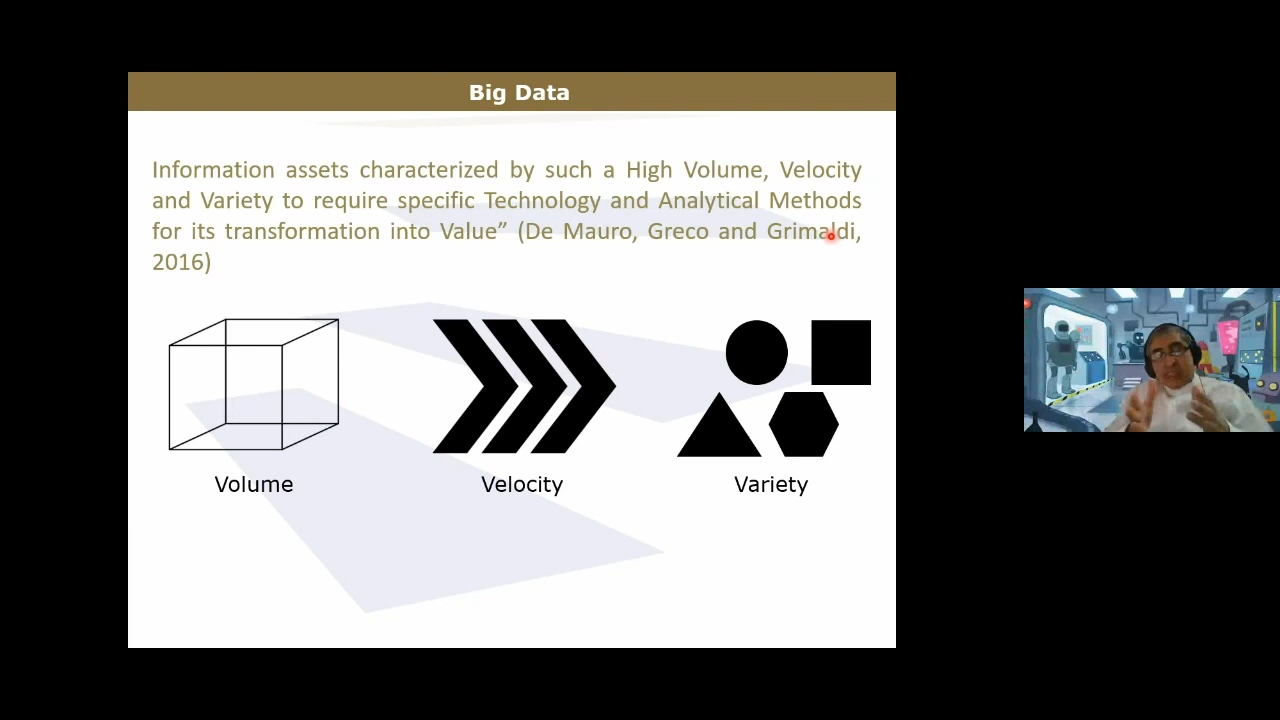 Big Data
Information assets characterized by such a High Volume, Velocity
and Variety to require specific Technology and Analytical Methods
for its transformation into Value” (De Mauro, Greco and Grimaldi,
2016)
Volume
Velocity
Variety